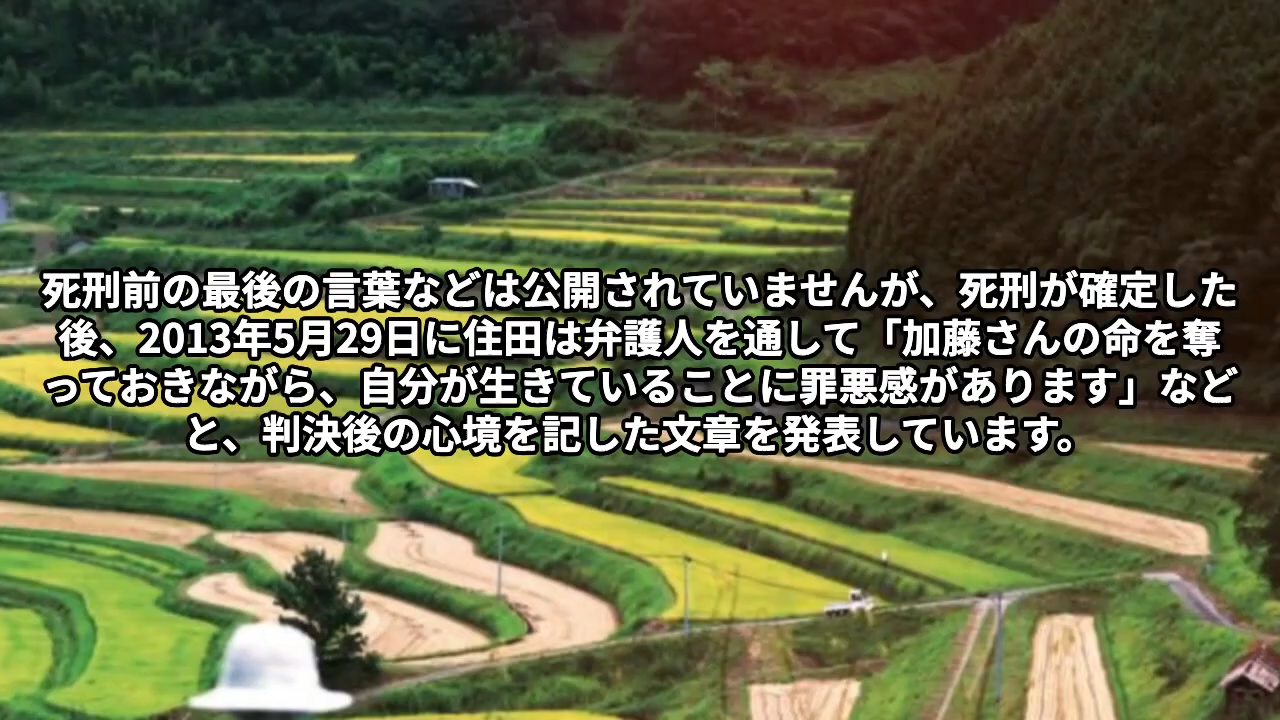 死刑前の最後の言葉などは公開されていませんが、死刑が確定した
後、2013年5月29日に住田は弁護人を通して「加藤さんの命を奪
っておきながら、自分が生きていることに罪悪感があります」など
と、判決後の心境を記した文章を発表しています。